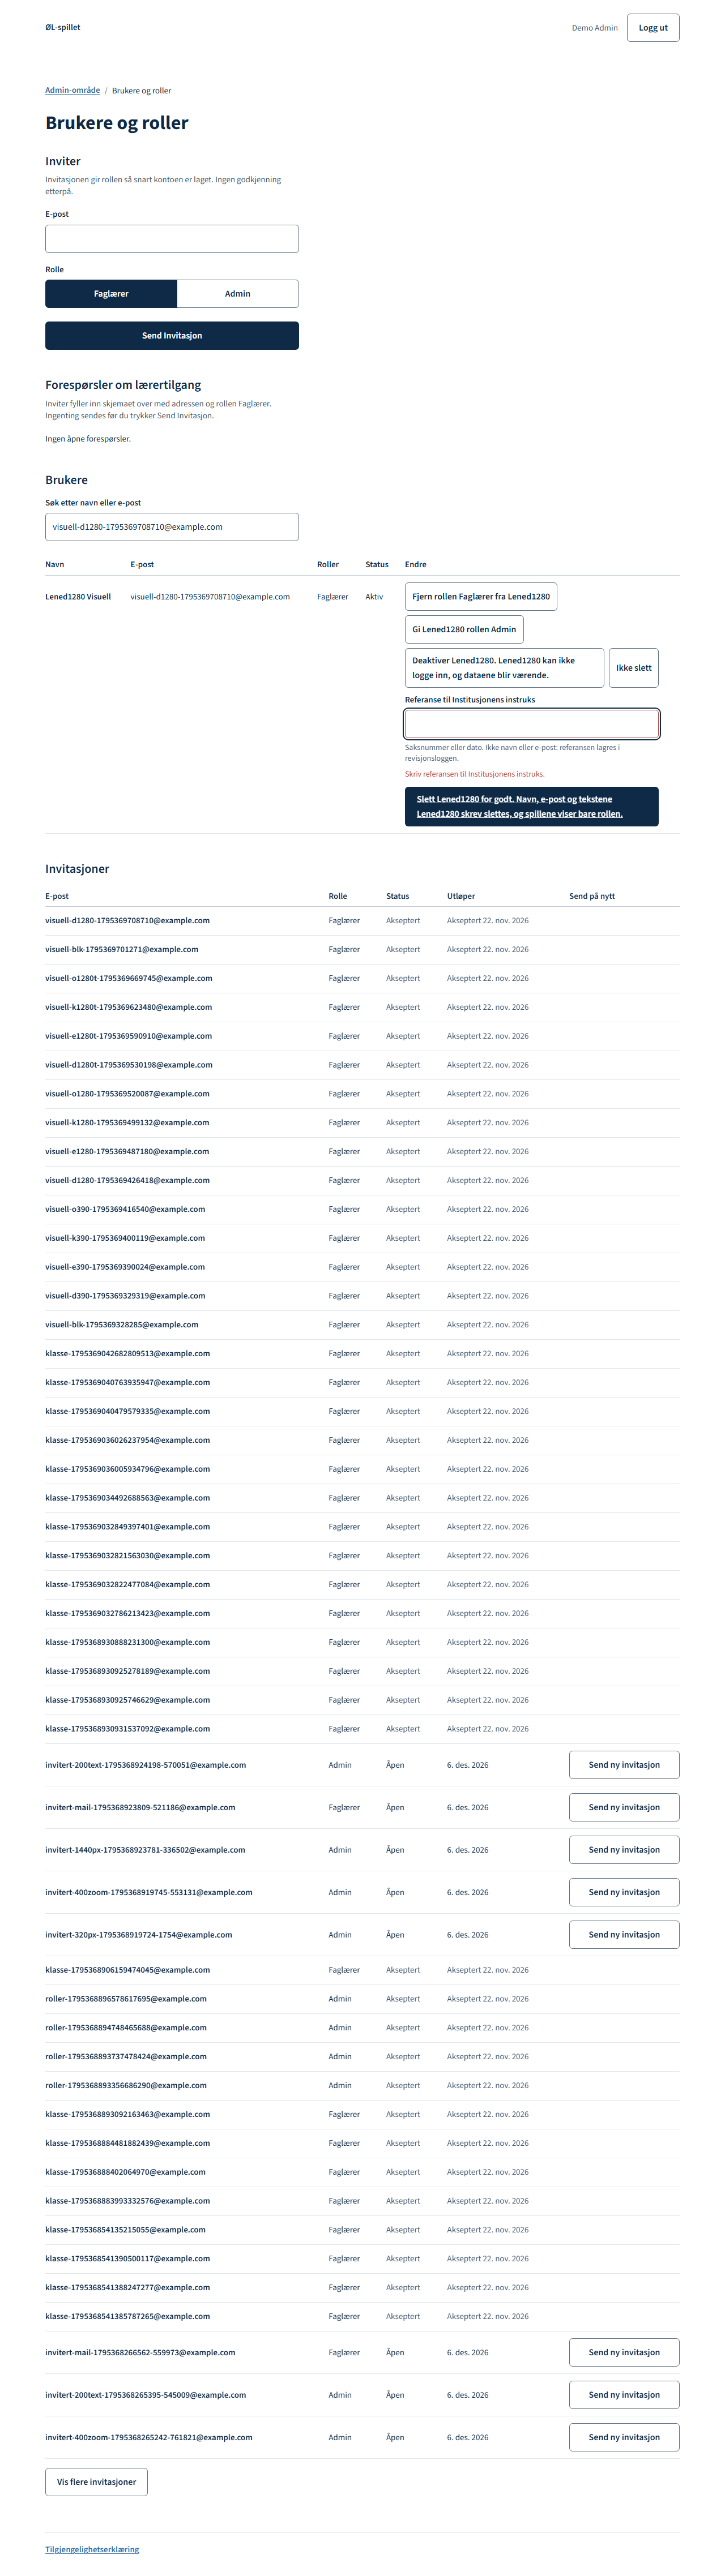 ØL-spillet
Demo Admin
Logg ut
Admin-område / Brukere og roller
Brukere og roller
Inviter
Invitasjonen gir rollen så snart kontoen er laget. Ingen godkjenning
etterpå.
E-post
Rolle
Faglærer
Admin
Send Invitasjon
Forespørsler om lærertilgang
Inviter fyller inn skjemaet over med adressen og rollen Faglærer.
Ingenting sendes før du trykker Send Invitasjon.
Ingen åpne forespørsler.
Brukere
Søk etter navn eller e-post
visuell-d1280-1795369708710@example.com
Navn E-post Roller Status Endre
Lened1280 Visuell visuell-d1280-1795369708710@example.com Faglærer Aktiv
Fjern rollen Faglærer fra Lened1280
Gi Lened1280 rollen Admin
Deaktiver Lened1280. Lened1280 kan ikke
logge inn, og dataene blir værende.
Ikke slett
Referanse til Institusjonens instruks
Saksnummer eller dato. Ikke navn eller e-post: referansen lagres i
revisjonsloggen.
Skriv referansen til Institusjonens instruks.
Slett Lened1280 for godt. Navn, e-post og tekstene
Lened1280 skrev slettes, og spillene viser bare rollen.
Invitasjoner
E-post Rolle Status Utløper Send på nytt
visuell-d1280-1795369708710@example.com Faglærer Akseptert Akseptert 22. nov. 2026
visuell-blk-1795369701271@example.com Faglærer Akseptert Akseptert 22. nov. 2026
visuell-o1280t-1795369669745@example.com Faglærer Akseptert Akseptert 22. nov. 2026
visuell-k1280t-1795369623480@example.com Faglærer Akseptert Akseptert 22. nov. 2026
visuell-e1280t-1795369590910@example.com Faglærer Akseptert Akseptert 22. nov. 2026
visuell-d1280t-1795369530198@example.com Faglærer Akseptert Akseptert 22. nov. 2026
visuell-o1280-1795369520087@example.com Faglærer Akseptert Akseptert 22. nov. 2026
visuell-k1280-1795369499132@example.com Faglærer Akseptert Akseptert 22. nov. 2026
visuell-e1280-1795369487180@example.com Faglærer Akseptert Akseptert 22. nov. 2026
visuell-d1280-1795369426418@example.com Faglærer Akseptert Akseptert 22. nov. 2026
visuell-o390-1795369416540@example.com Faglærer Akseptert Akseptert 22. nov. 2026
visuell-k390-1795369400119@example.com Faglærer Akseptert Akseptert 22. nov. 2026
visuell-e390-1795369390024@example.com Faglærer Akseptert Akseptert 22. nov. 2026
visuell-d390-1795369329319@example.com Faglærer Akseptert Akseptert 22. nov. 2026
visuell-blk-1795369328285@example.com Faglærer Akseptert Akseptert 22. nov. 2026
klasse-1795369042682809513@example.com Faglærer Akseptert Akseptert 22. nov. 2026
klasse-1795369040763935947@example.com Faglærer Akseptert Akseptert 22. nov. 2026
klasse-1795369040479579335@example.com Faglærer Akseptert Akseptert 22. nov. 2026
klasse-1795369036026237954@example.com Faglærer Akseptert Akseptert 22. nov. 2026
klasse-1795369036005934796@example.com Faglærer Akseptert Akseptert 22. nov. 2026
klasse-1795369034492688563@example.com Faglærer Akseptert Akseptert 22. nov. 2026
klasse-1795369032849397401@example.com Faglærer Akseptert Akseptert 22. nov. 2026
klasse-1795369032821563030@example.com Faglærer Akseptert Akseptert 22. nov. 2026
klasse-1795369032822477084@example.com Faglærer Akseptert Akseptert 22. nov. 2026
klasse-1795369032786213423@example.com Faglærer Akseptert Akseptert 22. nov. 2026
klasse-1795368930888231300@example.com Faglærer Akseptert Akseptert 22. nov. 2026
klasse-1795368930925278189@example.com Faglærer Akseptert Akseptert 22. nov. 2026
klasse-1795368930925746629@example.com Faglærer Akseptert Akseptert 22. nov. 2026
klasse-1795368930931537092@example.com Faglærer Akseptert Akseptert 22. nov. 2026
invitert-200text-1795368924198-570051@example.com Admin Åpen 6. des. 2026 Send ny invitasjon
invitert-mail-1795368923809-521186@example.com Faglærer Åpen 6. des. 2026 Send ny invitasjon
invitert-1440px-1795368923781-336502@example.com Admin Åpen 6. des. 2026 Send ny invitasjon
invitert-400zoom-1795368919745-553131@example.com Admin Åpen 6. des. 2026 Send ny invitasjon
invitert-320px-1795368919724-1754@example.com Admin Åpen 6. des. 2026 Send ny invitasjon
klasse-1795368906159474045@example.com Faglærer Akseptert Akseptert 22. nov. 2026
roller-1795368896578617695@example.com Admin Akseptert Akseptert 22. nov. 2026
roller-1795368894748465688@example.com Admin Akseptert Akseptert 22. nov. 2026
roller-1795368893737478424@example.com Admin Akseptert Akseptert 22. nov. 2026
roller-1795368893356686290@example.com Admin Akseptert Akseptert 22. nov. 2026
klasse-1795368893092163463@example.com Faglærer Akseptert Akseptert 22. nov. 2026
klasse-1795368884481882439@example.com Faglærer Akseptert Akseptert 22. nov. 2026
klasse-179536888402064970@example.com Faglærer Akseptert Akseptert 22. nov. 2026
klasse-1795368883993332576@example.com Faglærer Akseptert Akseptert 22. nov. 2026
klasse-179536854135215055@example.com Faglærer Akseptert Akseptert 22. nov. 2026
klasse-1795368541390500117@example.com Faglærer Akseptert Akseptert 22. nov. 2026
klasse-1795368541388247277@example.com Faglærer Akseptert Akseptert 22. nov. 2026
klasse-1795368541385787265@example.com Faglærer Akseptert Akseptert 22. nov. 2026
invitert-mail-1795368266562-559973@example.com Faglærer Åpen 6. des. 2026 Send ny invitasjon
invitert-200text-1795368265395-545009@example.com Admin Åpen 6. des. 2026 Send ny invitasjon
invitert-400zoom-1795368265242-761821@example.com Admin Åpen 6. des. 2026 Send ny invitasjon
Vis flere invitasjoner
Tilgjengelighetserklæring